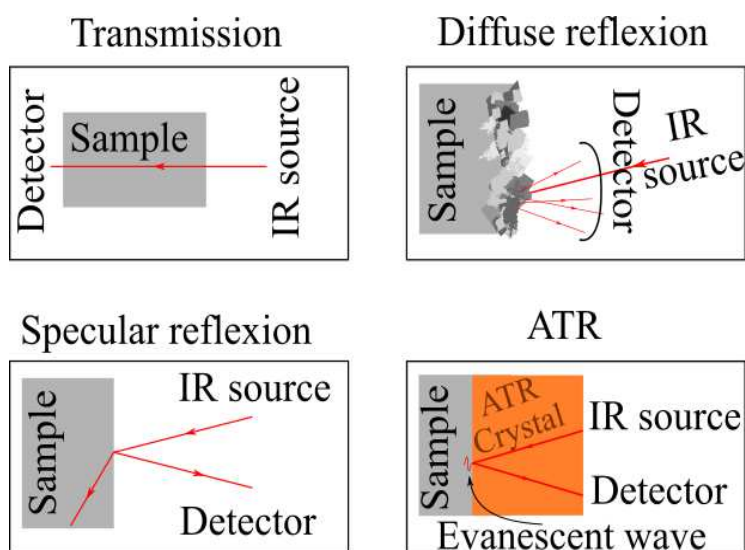 Transmission
Detector
Sample
IR source
Diffuse reflexion
Sample
Detector
IR
source
Specular reflexion
Sample
IR source
Detector
ATR
Sample
ATR
Crystal
IR source
Detector
Evanescent wave